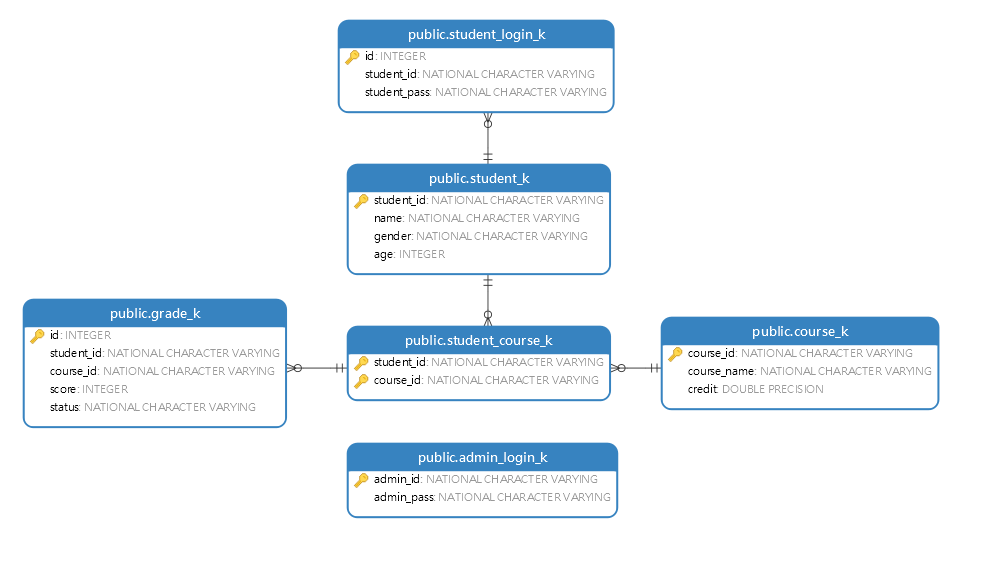 public.student_login_k
id: INTEGER
student_id: NATIONAL CHARACTER VARYING
student_pass: NATIONAL CHARACTER VARYING
public.student_k
student_id: NATIONAL CHARACTER VARYING
name: NATIONAL CHARACTER VARYING
gender: NATIONAL CHARACTER VARYING
age: INTEGER
public.grade_k
id: INTEGER
student_id: NATIONAL CHARACTER VARYING
course_id: NATIONAL CHARACTER VARYING
score: INTEGER
status: NATIONAL CHARACTER VARYING
public.student_course_k
student_id: NATIONAL CHARACTER VARYING
course_id: NATIONAL CHARACTER VARYING
public.course_k
course_id: NATIONAL CHARACTER VARYING
course_name: NATIONAL CHARACTER VARYING
credit: DOUBLE PRECISION
public.admin_login_k
admin_id: NATIONAL CHARACTER VARYING
admin_pass: NATIONAL CHARACTER VARYING